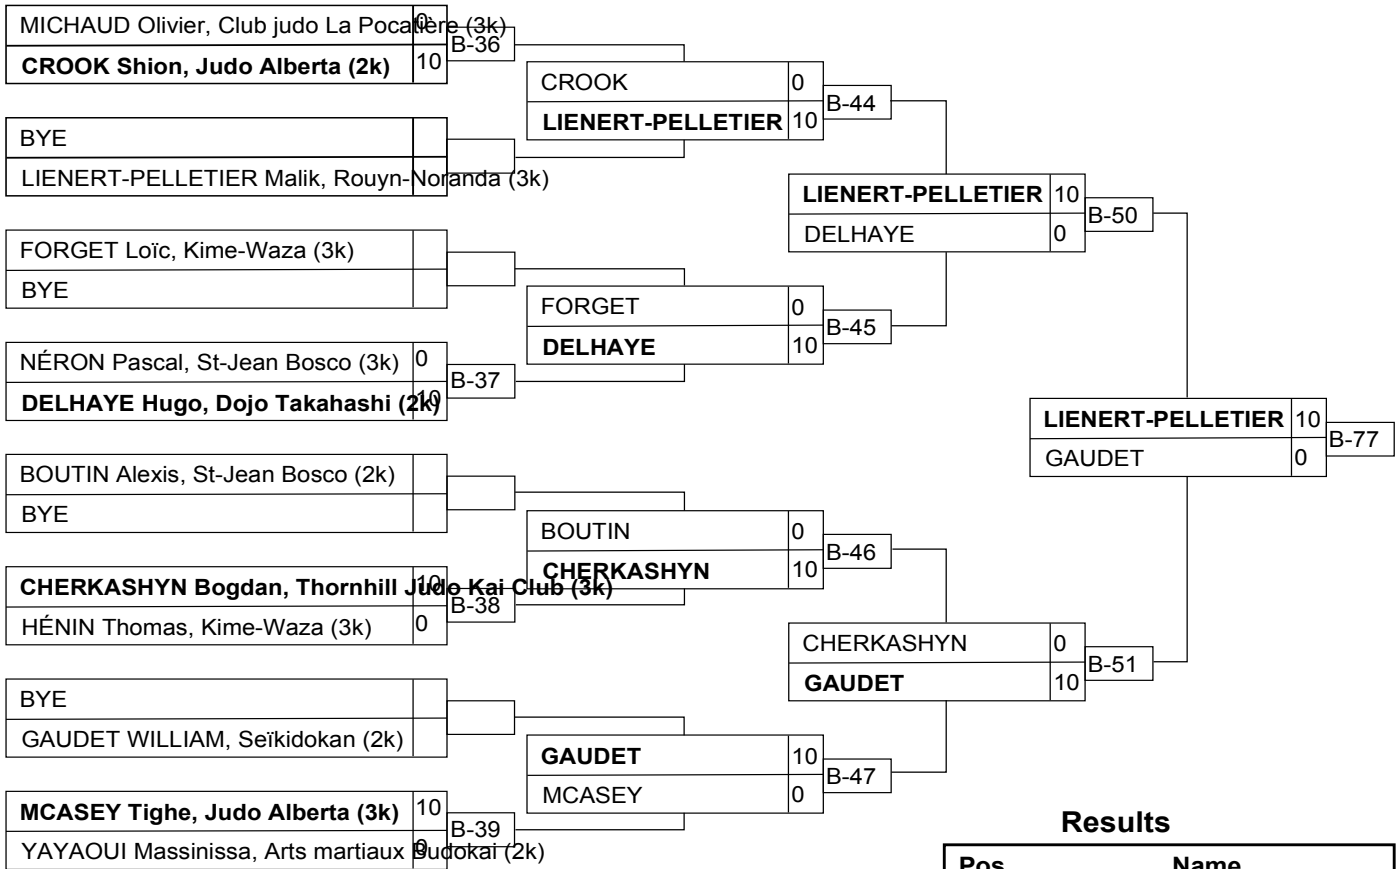 MICHAUD Olivier, Club judo La Pocatière (3k) 0
B-36
CROOK Shion, Judo Alberta (2k) 10
CROOK 0
B-44
LIENERT-PELLETIER 10
BYE
LIENERT-PELLETIER Malik, Rouyn-Noranda (3k)
LIENERT-PELLETIER 10
B-50
DELHAYE 0
FORGET Loïc, Kime-Waza (3k)
BYE
FORGET 0
B-45
DELHAYE 10
NÉRON Pascal, St-Jean Bosco (3k) 0
B-37
DELHAYE Hugo, Dojo Takahashi (2k) 10
LIENERT-PELLETIER 10
B-77
GAUDET 0
BOUTIN Alexis, St-Jean Bosco (2k)
BYE
BOUTIN 0
B-46
CHERKASHYN 10
CHERKASHYN Bogdan, Thornhill Judo Kai Club (3k) 10
B-38
HÉNIN Thomas, Kime-Waza (3k) 0
CHERKASHYN 0
B-51
GAUDET 10
BYE
GAUDET WILLIAM, Seïkidokan (2k)
GAUDET 10
B-47
MCASEY 0
MCASEY Tighe, Judo Alberta (3k) 10
B-39
YAYAOUI Massinissa, Arts martiaux Budokai (2k) 0
Results
Pos Name